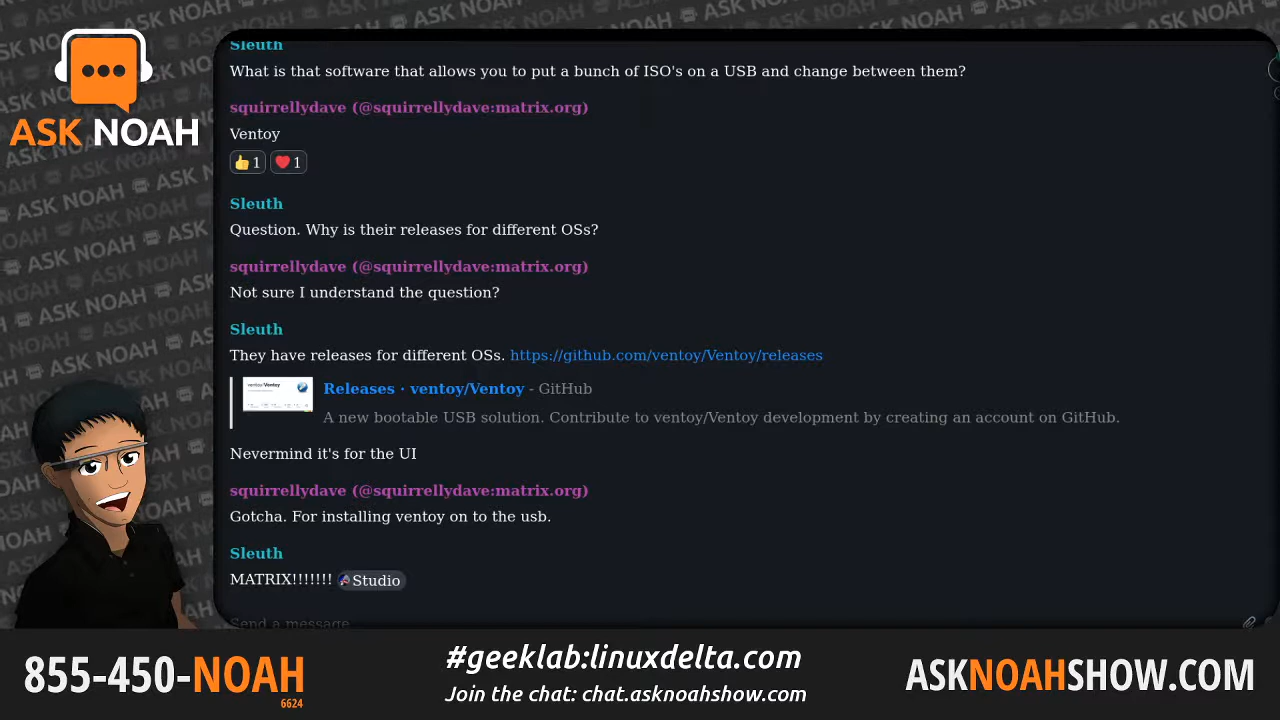 ASK NOAH
Sleuth
What is that software that allows you to put a bunch of ISO's on a USB and change between them?
squirrellydave (@squirrellydave:matrix.org)
Ventoy
👍 1 ❤️ 1
Sleuth
Question. Why is their releases for different OSs?
squirrellydave (@squirrellydave:matrix.org)
Not sure I understand the question?
Sleuth
They have releases for different OSs. https://github.com/ventoy/Ventoy/releases
Releases · ventoy/Ventoy - GitHub
A new bootable USB solution. Contribute to ventoy/Ventoy development by creating an account on GitHub.
Nevermind it's for the UI
squirrellydave (@squirrellydave:matrix.org)
Gotcha. For installing ventoy on to the usb.
Sleuth
MATRIX!!!!!!! Studio
Send a message
855-450-NOAH
6624
#geeklab:linuxdelta.com
Join the chat: chat.asknoahshow.com
ASKNOAHSHOW.COM